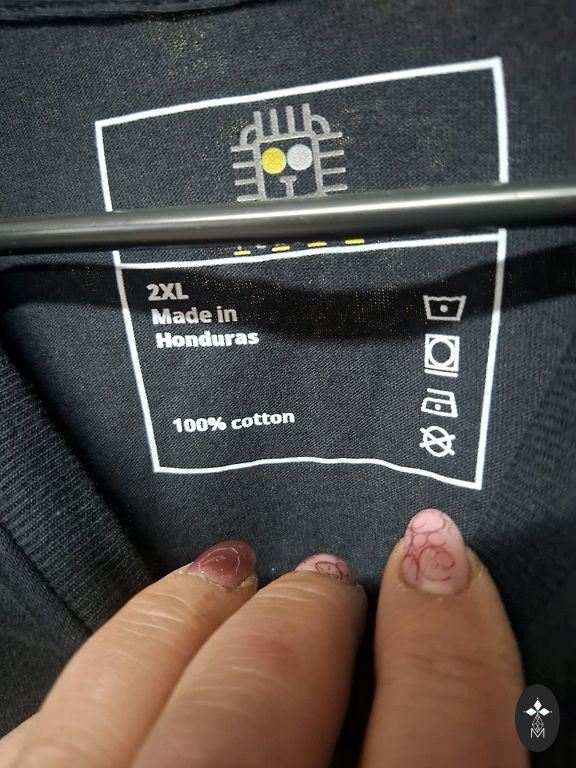 2XL
Made in
Honduras
100% cotton